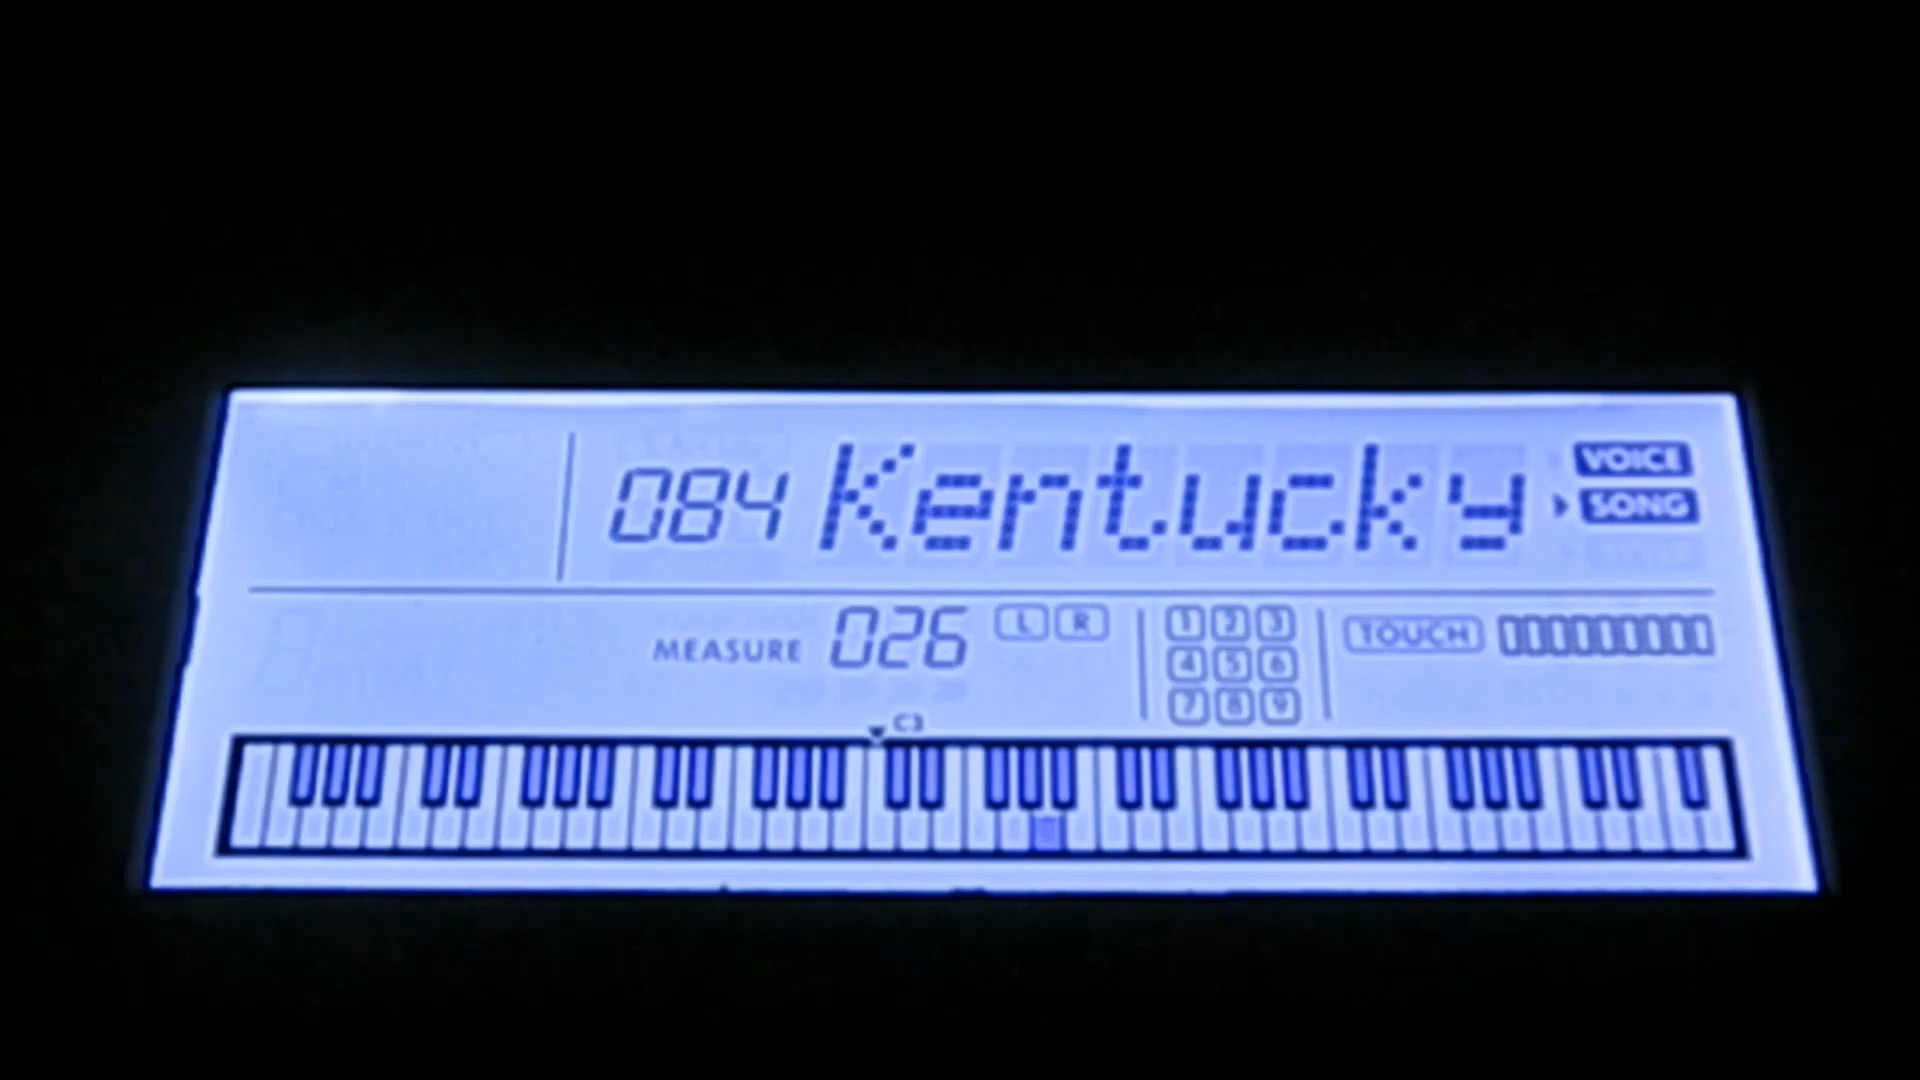 084 Kentucky VOICE
SONG
MEASURE 026 L R 1 2 3 TOUCH
4 5 6
7 8 9
C3